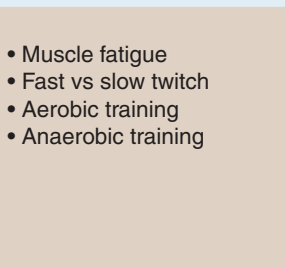 • Muscle fatigue
• Fast vs slow twitch
• Aerobic training
• Anaerobic training